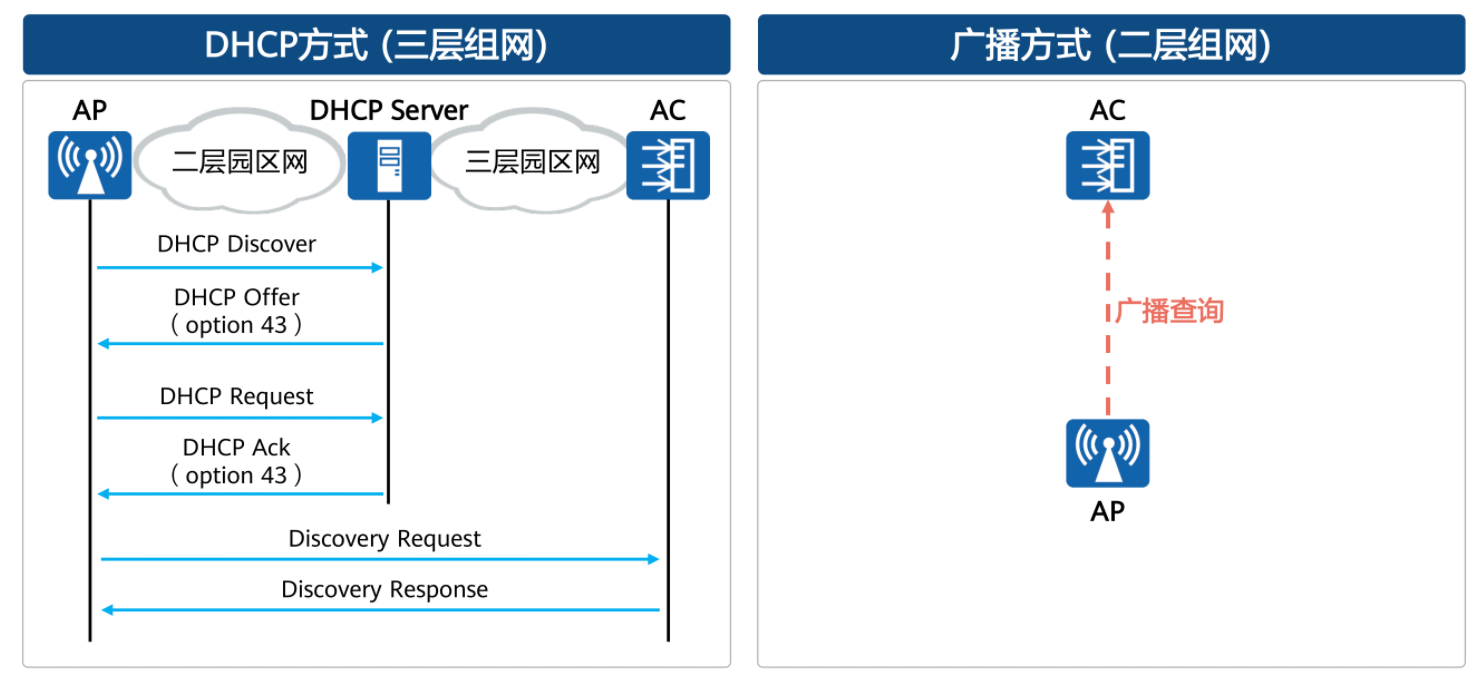 DHCP方式 (三层组网)
AP
DHCP Server
AC
二层园区网
三层园区网
DHCP Discover
DHCP Offer
（ option 43 ）
DHCP Request
DHCP Ack
（ option 43 ）
Discovery Request
Discovery Response
广播方式 (二层组网)
AC
广播查询
AP